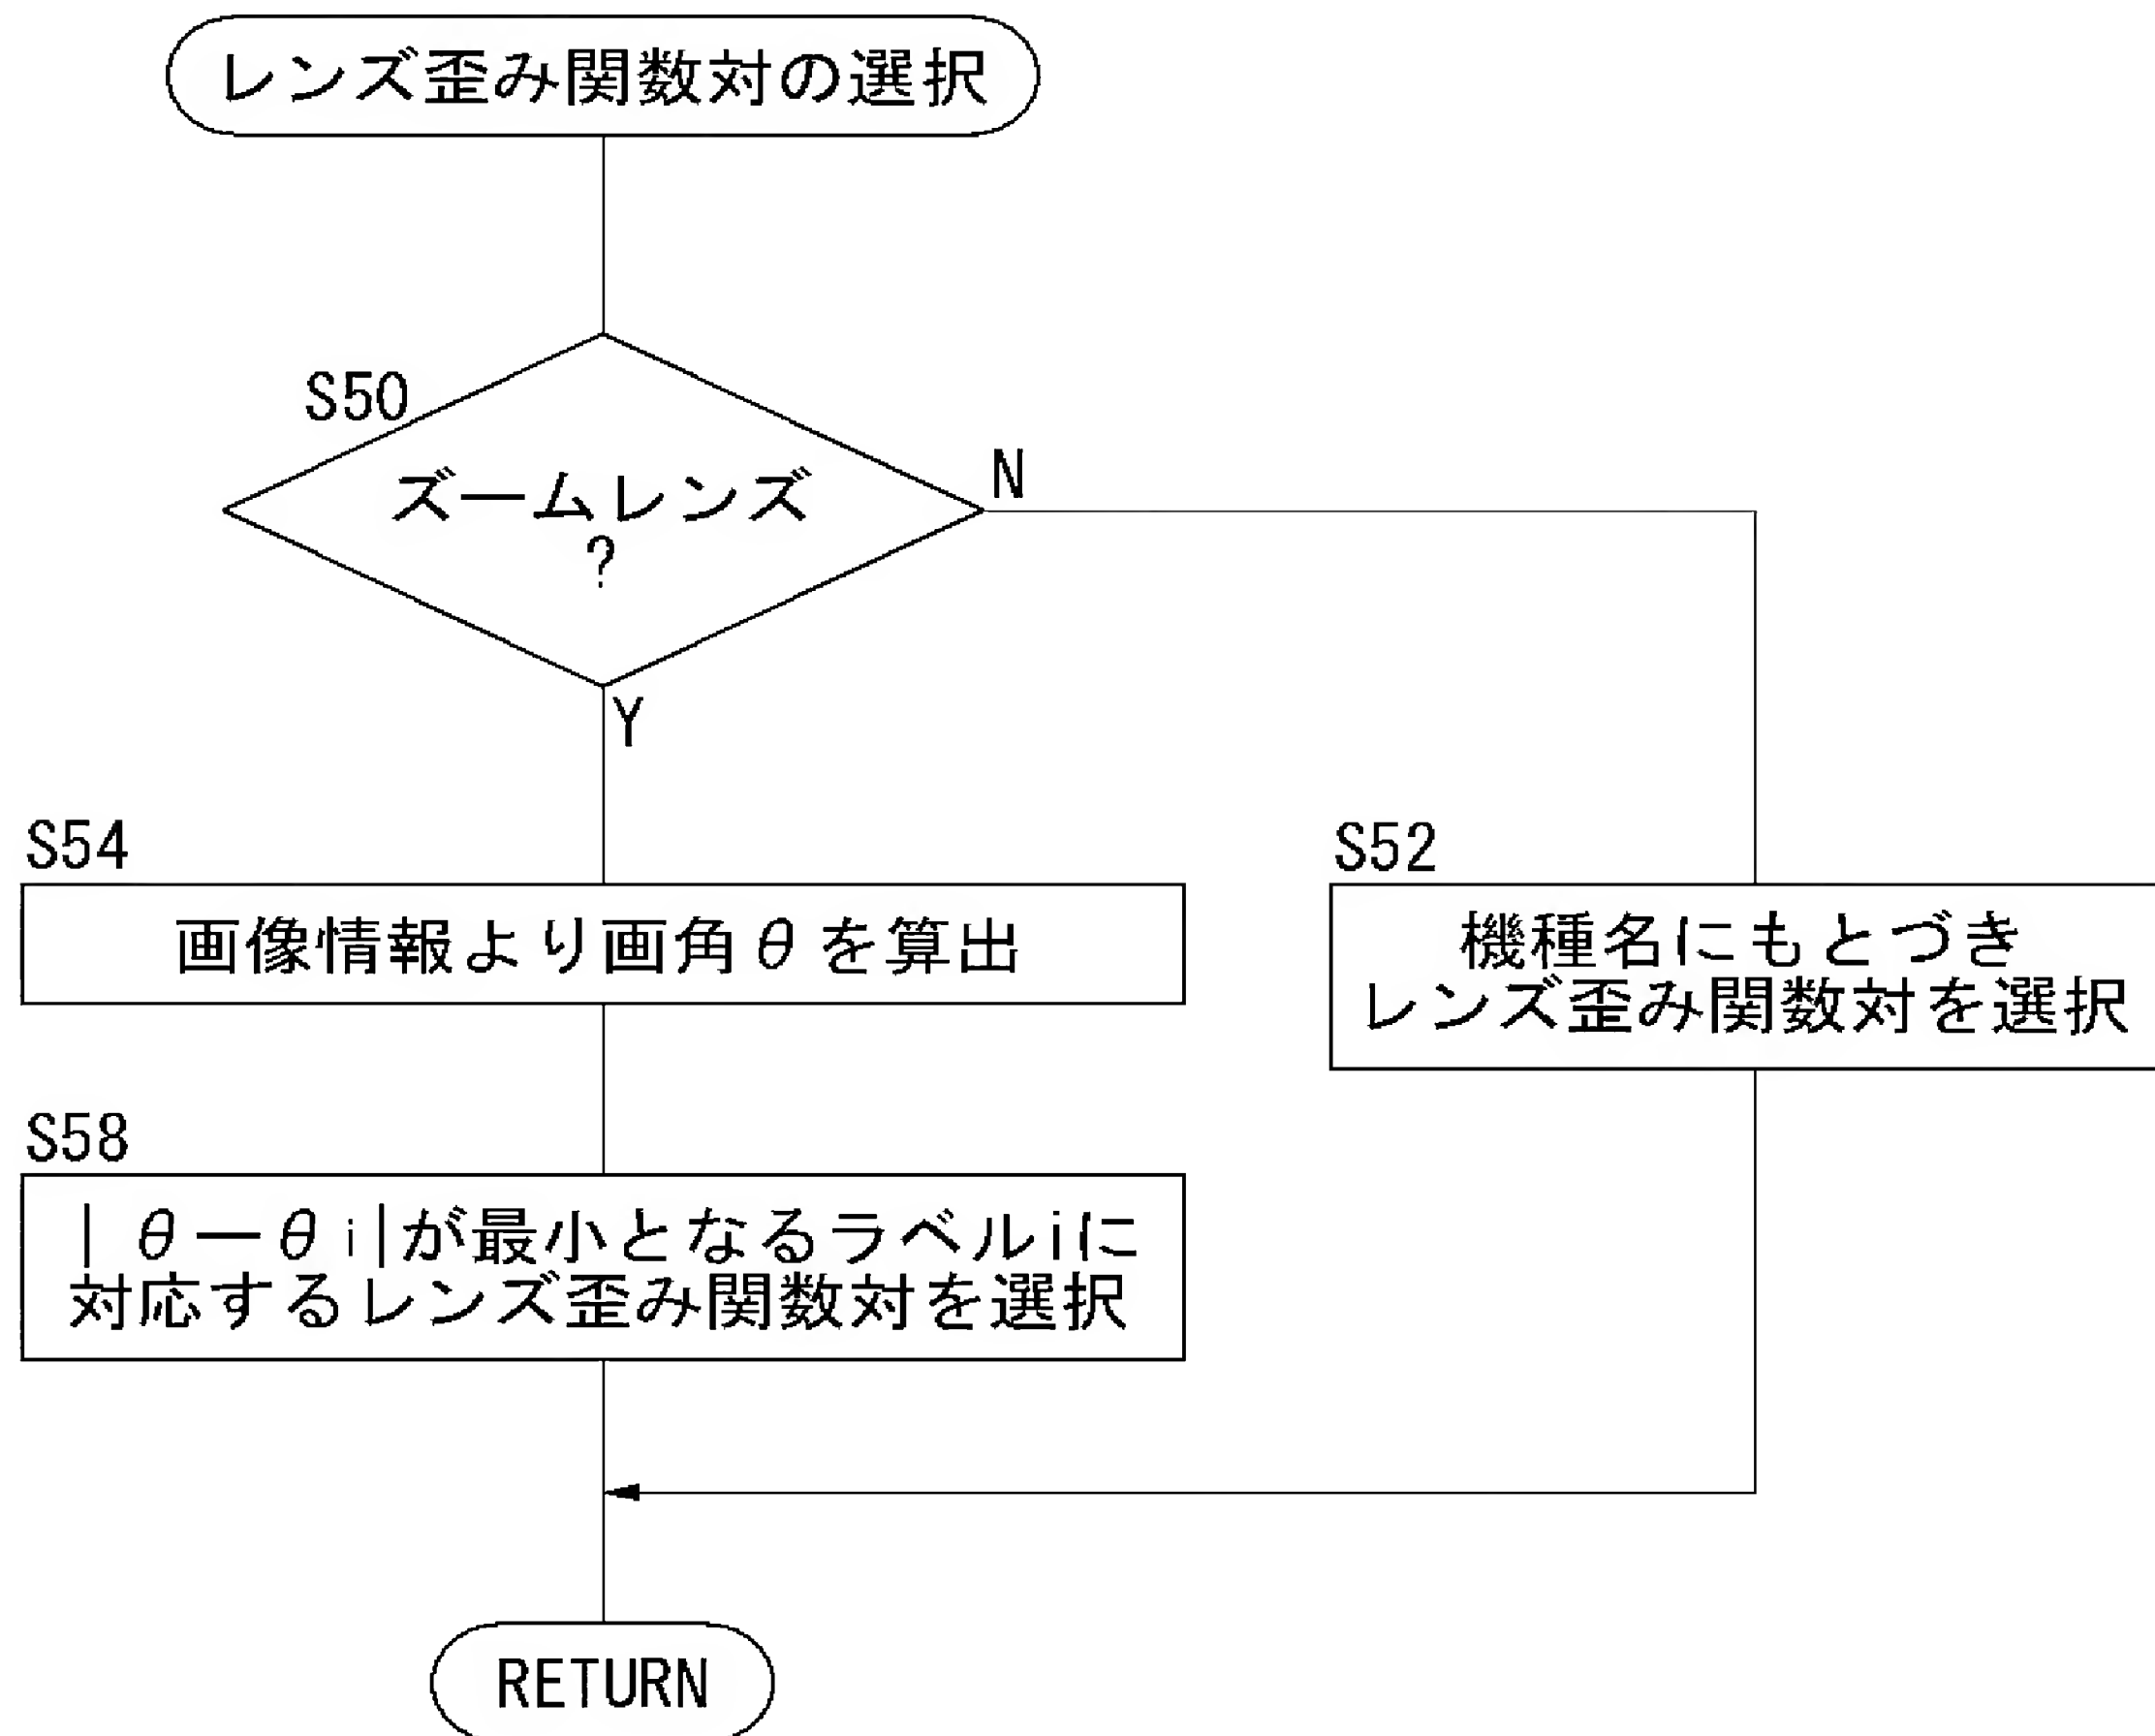 レンズ歪み関数対の選択
S50
ズームレンズ
?
N
Y
S54
画像情報より画角θを算出
S52
機種名にもとづき
レンズ歪み関数対を選択
S58
|θ－θi|が最小となるラベルiに
対応するレンズ歪み関数対を選択
RETURN